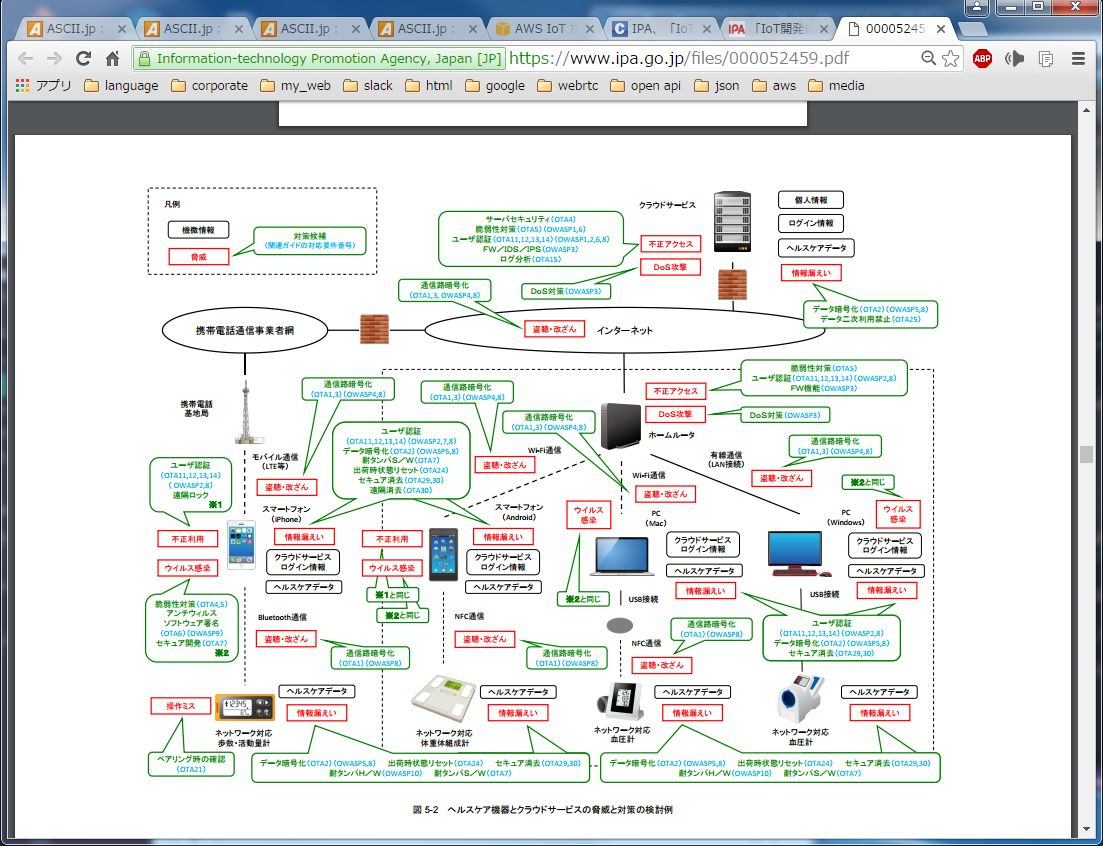 ASCII.jp :
ASCII.jp :
ASCII.jp :
ASCII.jp :
AWS IoT
IPA、「IoT
IPA 「IoT開発
00005245
Information-technology Promotion Agency, Japan [JP]
https://www.ipa.go.jp/files/000052459.pdf
ABP
アプリ language corporate my_web slack html google webrtc open api json aws media
凡例
機微情報
脅威
対策候補
(関連ガイドの対応要件番号)
サーバセキュリティ(OTA4)
脆弱性対策(OTA5)(OWASP1,6)
ユーザ認証(OTA11,12,13,14)(OWASP1,2,6,8)
FW/IDS/IPS(OWASP3)
ログ分析(OTA15)
クラウドサービス
不正アクセス
DoS攻撃
DoS対策(OWASP3)
個人情報
ログイン情報
ヘルスケアデータ
情報漏えい
データ暗号化(OTA2)(OWASP5,8)
データ二次利用禁止(OTA25)
通信路暗号化
(OTA1,3, OWASP4,8)
盗聴・改ざん
携帯電話通信事業者網
インターネット
携帯電話
基地局
通信路暗号化
(OTA1,3)(OWASP4,8)
モバイル通信
(LTE等)
盗聴・改ざん
通信路暗号化
(OTA1,3)(OWASP4,8)
Wi-Fi通信
盗聴・改ざん
通信路暗号化
(OTA1,3)(OWASP4,8)
Wi-Fi通信
盗聴・改ざん
不正アクセス
DoS攻撃
ホームルータ
脆弱性対策(OTA5)
ユーザ認証(OTA11,12,13,14)(OWASP2,8)
FW機能(OWASP3)
DoS対策(OWASP3)
有線通信
(LAN接続)
通信路暗号化
(OTA1,3)(OWASP4,8)
盗聴・改ざん
ユーザ認証
(OTA11,12,13,14)(OWASP2,7,8)
データ暗号化(OTA2)(OWASP5,8)
耐タンパS/W(OTA7)
出荷時状態リセット(OTA24)
セキュア消去(OTA29,30)
遠隔消去(OTA30)
ユーザ認証
(OTA11,12,13,14)
(OWASP2,8)
遠隔ロック
※1
不正利用
ウイルス感染
脆弱性対策(OTA4,5)
アンチウィルス
ソフトウェア署名
(OTA6)(OWASP9)
セキュア開発(OTA7)
※2
スマートフォン
(iPhone)
情報漏えい
クラウドサービス
ログイン情報
ヘルスケアデータ
不正利用
ウイルス感染
※1と同じ
※2と同じ
スマートフォン
(Android)
情報漏えい
クラウドサービス
ログイン情報
ヘルスケアデータ
ウイルス
感染
※2と同じ
PC
(Mac)
クラウドサービス
ログイン情報
ヘルスケアデータ
情報漏えい
USB接続
※2と同じ
ウイルス
感染
PC
(Windows)
クラウドサービス
ログイン情報
ヘルスケアデータ
情報漏えい
USB接続
ユーザ認証
(OTA11,12,13,14)(OWASP2,8)
データ暗号化(OTA2)(OWASP5,8)
セキュア消去(OTA29,30)
Bluetooth通信
盗聴・改ざん
通信路暗号化
(OTA1)(OWASP8)
NFC通信
盗聴・改ざん
通信路暗号化
(OTA1)(OWASP8)
NFC通信
盗聴・改ざん
通信路暗号化
(OTA1)(OWASP8)
操作ミス
ペアリング時の確認
(OTA21)
12345
ネットワーク対応
歩数・活動量計
ヘルスケアデータ
情報漏えい
ネットワーク対応
体重体組成計
ヘルスケアデータ
情報漏えい
ネットワーク対応
血圧計
ヘルスケアデータ
情報漏えい
ネットワーク対応
血圧計
ヘルスケアデータ
情報漏えい
データ暗号化(OTA2)(OWASP5,8) 出荷時状態リセット(OTA24) セキュア消去(OTA29,30)
耐タンパH/W(OWASP10) 耐タンパS/W(OTA7)
データ暗号化(OTA2)(OWASP5,8) 出荷時状態リセット(OTA24) セキュア消去(OTA29,30)
耐タンパH/W(OWASP10) 耐タンパS/W(OTA7)
図 5-2 ヘルスケア機器とクラウドサービスの脅威と対策の検討例